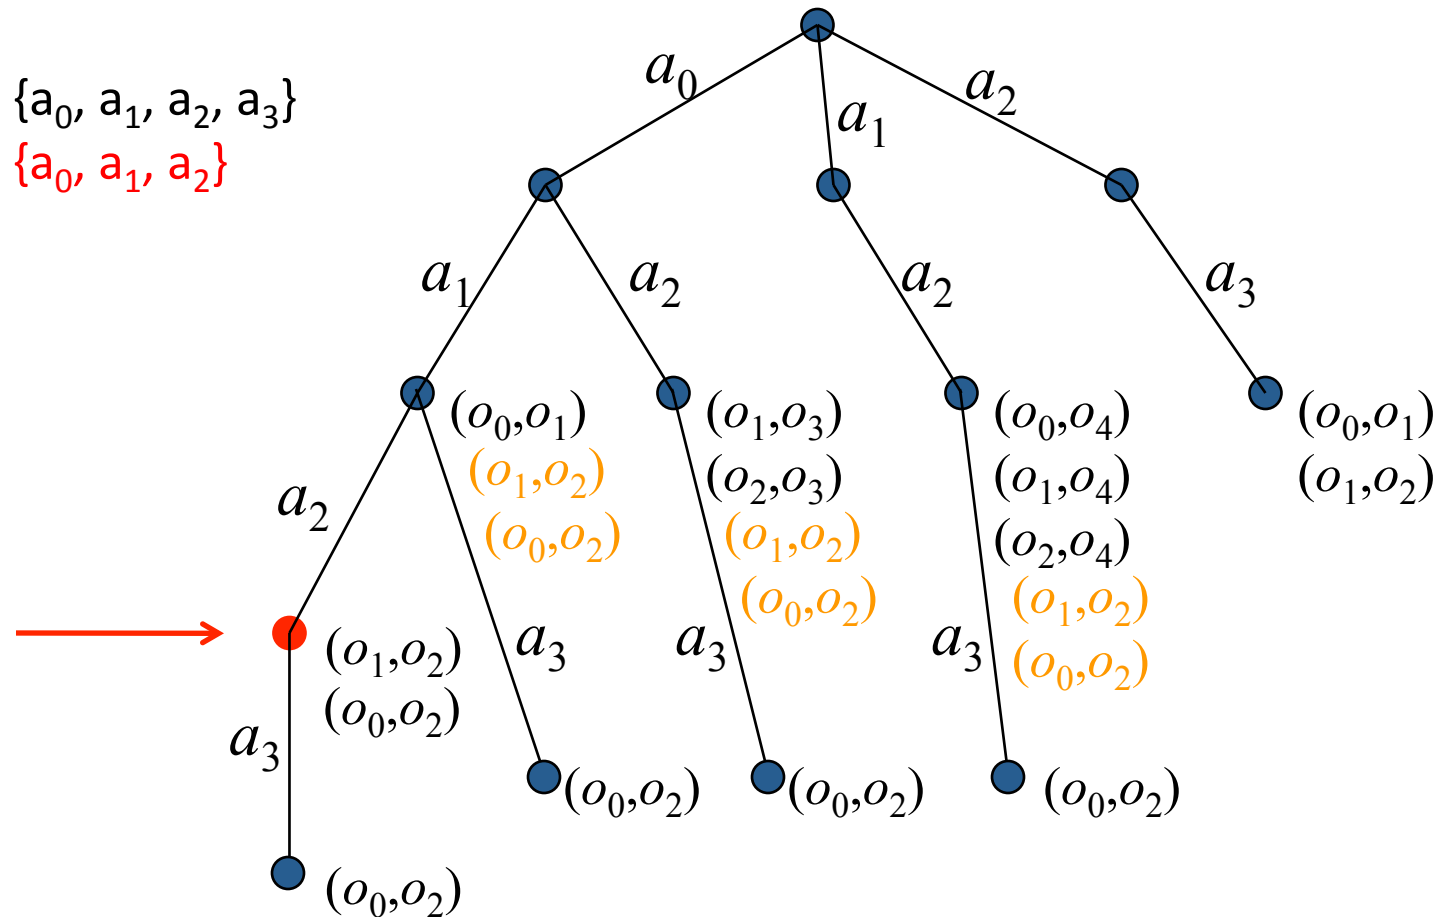 {a₀, a₁, a₂, a₃}
{a₀, a₁, a₂}
a₀
a₁
a₂
a₁
a₂
a₂
a₃
(o₀,o₁)
(o₁,o₂)
(o₀,o₂)
(o₁,o₃)
(o₂,o₃)
(o₁,o₂)
(o₀,o₂)
(o₀,o₄)
(o₁,o₄)
(o₂,o₄)
(o₁,o₂)
(o₀,o₂)
(o₀,o₁)
(o₁,o₂)
a₂
a₃
a₃
a₃
(o₁,o₂)
(o₀,o₂)
a₃
(o₀,o₂)
(o₀,o₂)
(o₀,o₂)
(o₀,o₂)